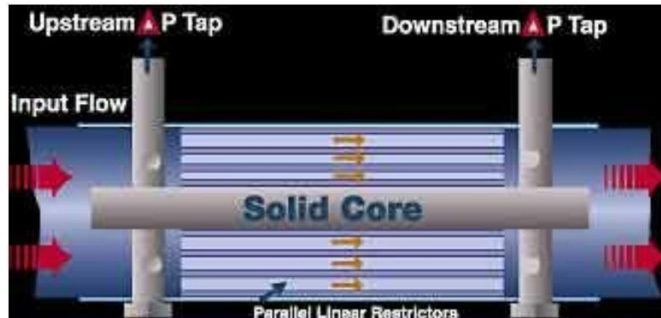 Upstream ΔP Tap
Downstream ΔP Tap
Input Flow
Solid Core
Parallel Linear Restrictors